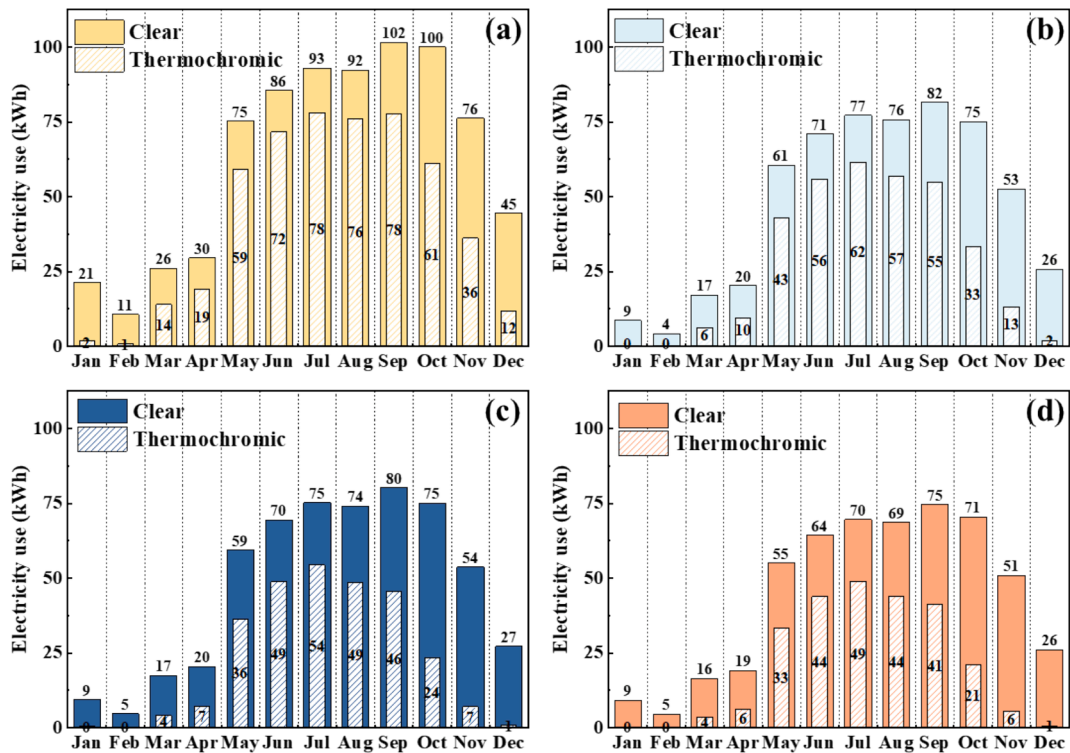 (a)
Clear
Thermochromic
Electricity use (kWh)
100
75
50
25
0
21 11 26 30 75 86 93 92 102 100 76 45
2 1 14 19 59 72 78 76 78 61 36 12
Jan Feb Mar Apr May Jun Jul Aug Sep Oct Nov Dec
(b)
Clear
Thermochromic
Electricity use (kWh)
100
75
50
25
0
9 4 17 20 61 71 77 76 82 75 53 26
0 0 6 10 43 56 62 57 55 33 13 2
Jan Feb Mar Apr May Jun Jul Aug Sep Oct Nov Dec
(c)
Clear
Thermochromic
Electricity use (kWh)
100
75
50
25
0
9 5 17 20 59 70 75 74 80 75 54 27
0 0 4 7 36 49 54 49 46 24 7 1
Jan Feb Mar Apr May Jun Jul Aug Sep Oct Nov Dec
(d)
Clear
Thermochromic
Electricity use (kWh)
100
75
50
25
0
9 5 16 19 55 64 70 69 75 71 51 26
0 0 4 6 33 44 49 44 41 21 6 1
Jan Feb Mar Apr May Jun Jul Aug Sep Oct Nov Dec